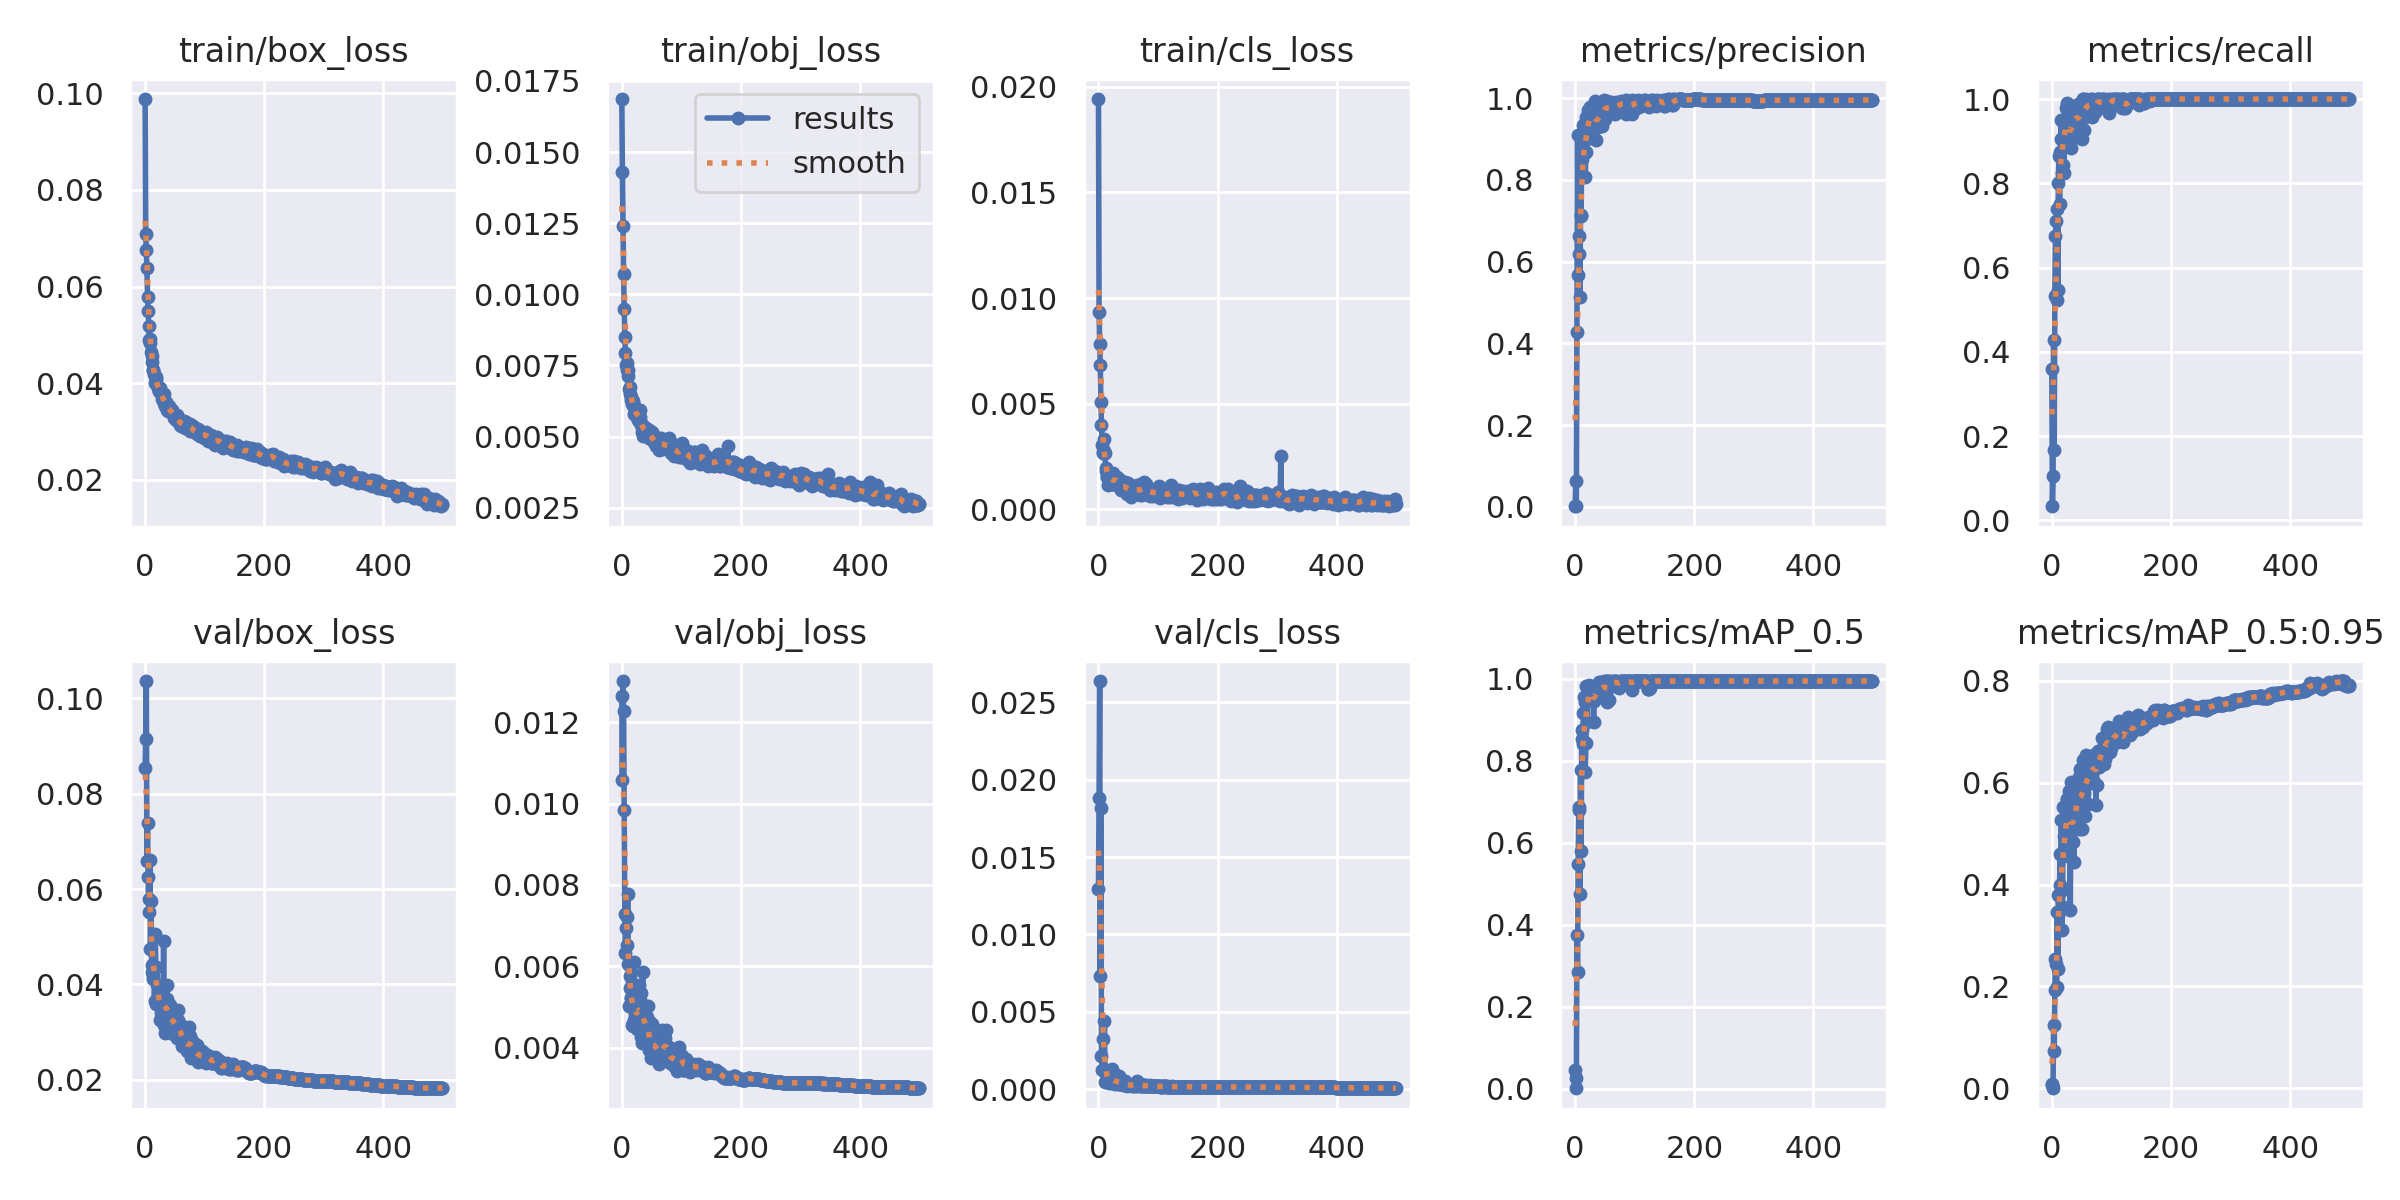 train/box_loss
0.10
0.08
0.06
0.04
0.02
0 200 400
train/obj_loss
results
smooth
0.0175
0.0150
0.0125
0.0100
0.0075
0.0050
0.0025
0 200 400
train/cls_loss
0.020
0.015
0.010
0.005
0.000
0 200 400
metrics/precision
1.0
0.8
0.6
0.4
0.2
0.0
0 200 400
metrics/recall
1.0
0.8
0.6
0.4
0.2
0.0
0 200 400
val/box_loss
0.10
0.08
0.06
0.04
0.02
0 200 400
val/obj_loss
0.012
0.010
0.008
0.006
0.004
0 200 400
val/cls_loss
0.025
0.020
0.015
0.010
0.005
0.000
0 200 400
metrics/mAP_0.5
1.0
0.8
0.6
0.4
0.2
0.0
0 200 400
metrics/mAP_0.5:0.95
0.8
0.6
0.4
0.2
0.0
0 200 400